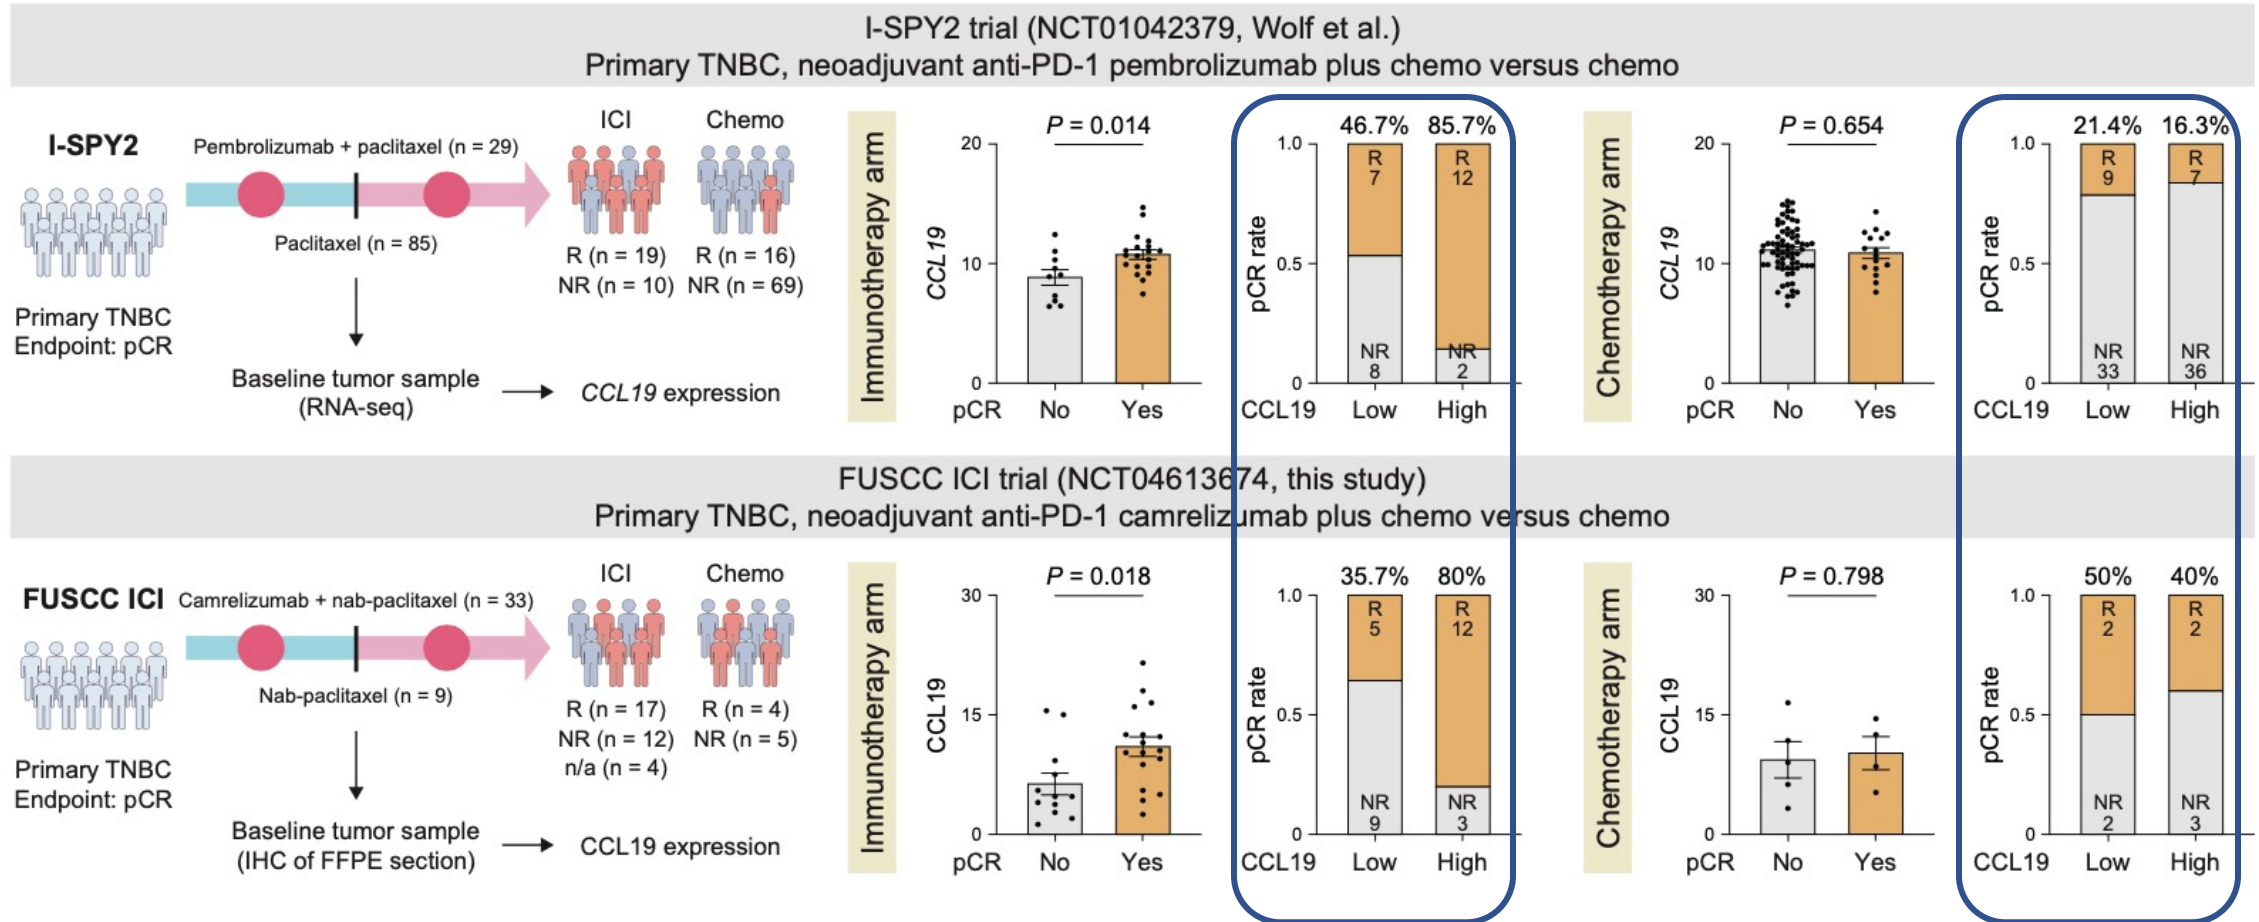 I-SPY2 trial (NCT01042379, Wolf et al.)
Primary TNBC, neoadjuvant anti-PD-1 pembrolizumab plus chemo versus chemo
I-SPY2
Primary TNBC
Endpoint: pCR
Pembrolizumab + paclitaxel (n = 29)
Paclitaxel (n = 85)
Baseline tumor sample
(RNA-seq)
CCL19 expression
ICI
R (n = 19)
NR (n = 10)
Chemo
R (n = 16)
NR (n = 69)
Immunotherapy arm
P = 0.014
CCL19
20
10
0
pCR No Yes
46.7% 85.7%
pCR rate
1.0
0.5
0
R
7
R
12
NR
8
NR
2
CCL19 Low High
Chemotherapy arm
P = 0.654
CCL19
20
10
0
pCR No Yes
21.4% 16.3%
pCR rate
1.0
0.5
0
R
9
R
7
NR
33
NR
36
CCL19 Low High
FUSCC ICI trial (NCT04613674, this study)
Primary TNBC, neoadjuvant anti-PD-1 camrelizumab plus chemo versus chemo
FUSCC ICI
Primary TNBC
Endpoint: pCR
Camrelizumab + nab-paclitaxel (n = 33)
Nab-paclitaxel (n = 9)
Baseline tumor sample
(IHC of FFPE section)
CCL19 expression
ICI
R (n = 17)
NR (n = 12)
n/a (n = 4)
Chemo
R (n = 4)
NR (n = 5)
Immunotherapy arm
P = 0.018
CCL19
30
15
0
pCR No Yes
35.7% 80%
pCR rate
1.0
0.5
0
R
5
R
12
NR
9
NR
3
CCL19 Low High
Chemotherapy arm
P = 0.798
CCL19
30
15
0
pCR No Yes
50% 40%
pCR rate
1.0
0.5
0
R
2
R
2
NR
2
NR
3
CCL19 Low High